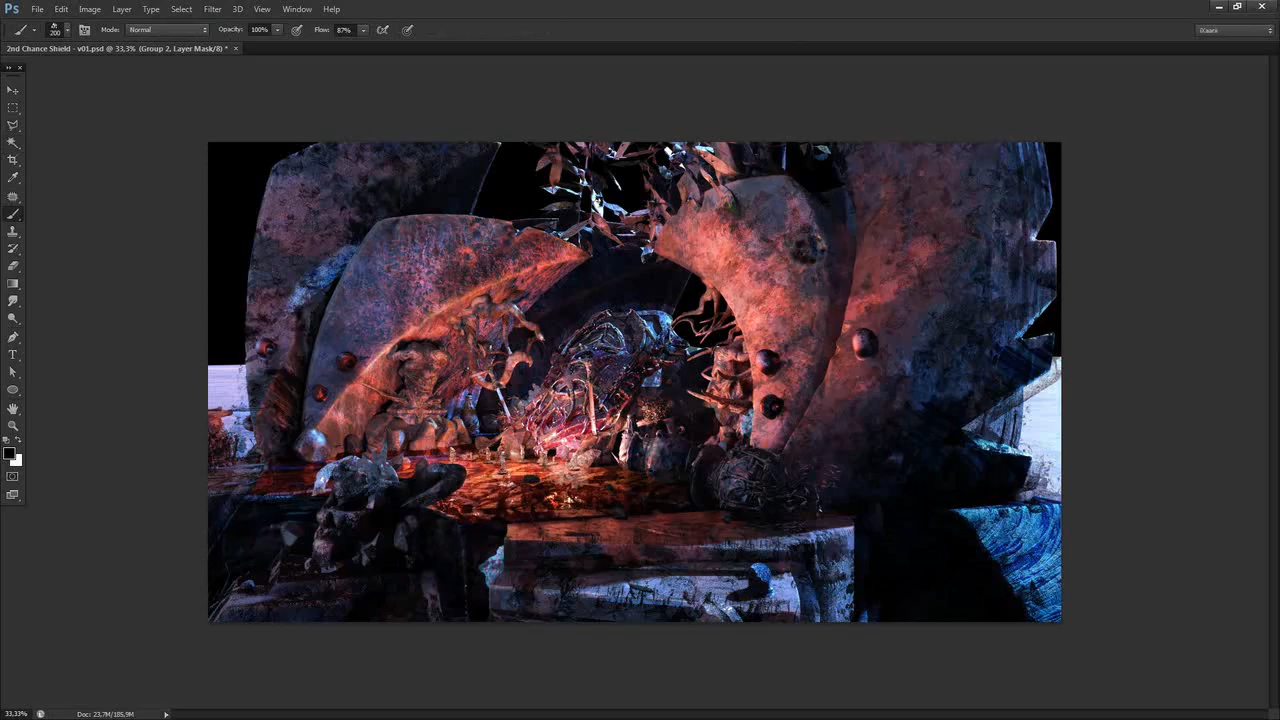 Ps File Edit Image Layer Type Select Filter 3D View Window Help
200 Mode: Normal Opacity: 100% Flow: 87%
2nd Chance Shield - v01.psd @ 33,3% (Group 2, Layer Mask/8) * ×
T
33,33% Doc: 23,7M/185,9M